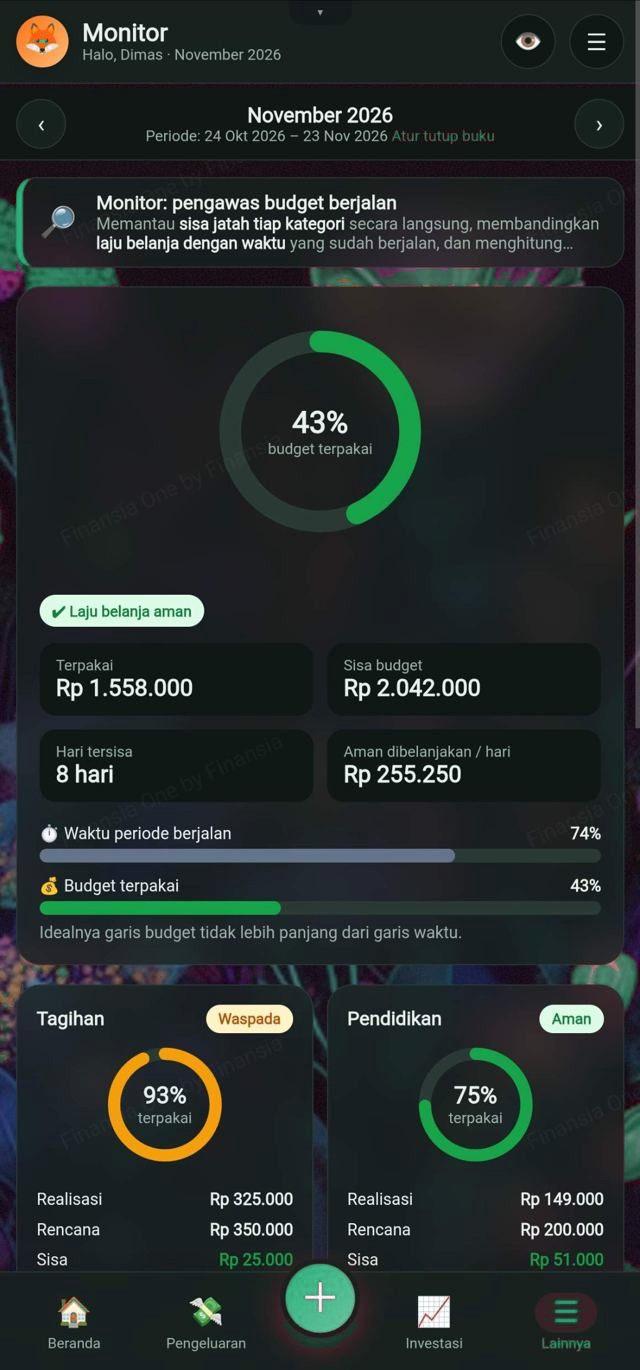 Monitor
Halo, Dimas · November 2026
November 2026
Periode: 24 Okt 2026 – 23 Nov 2026 Atur tutup buku
Monitor: pengawas budget berjalan
Memantau sisa jatah tiap kategori secara langsung, membandingkan
laju belanja dengan waktu yang sudah berjalan, dan menghitung…
43%
budget terpakai
✔ Laju belanja aman
Terpakai
Rp 1.558.000
Sisa budget
Rp 2.042.000
Hari tersisa
8 hari
Aman dibelanjakan / hari
Rp 255.250
Waktu periode berjalan 74%
Budget terpakai 43%
Idealnya garis budget tidak lebih panjang dari garis waktu.
Tagihan Waspada
93%
terpakai
Realisasi Rp 325.000
Rencana Rp 350.000
Sisa Rp 25.000
Pendidikan Aman
75%
terpakai
Realisasi Rp 149.000
Rencana Rp 200.000
Sisa Rp 51.000
Beranda
Pengeluaran
Investasi
Lainnya
Finansia One by Finansia